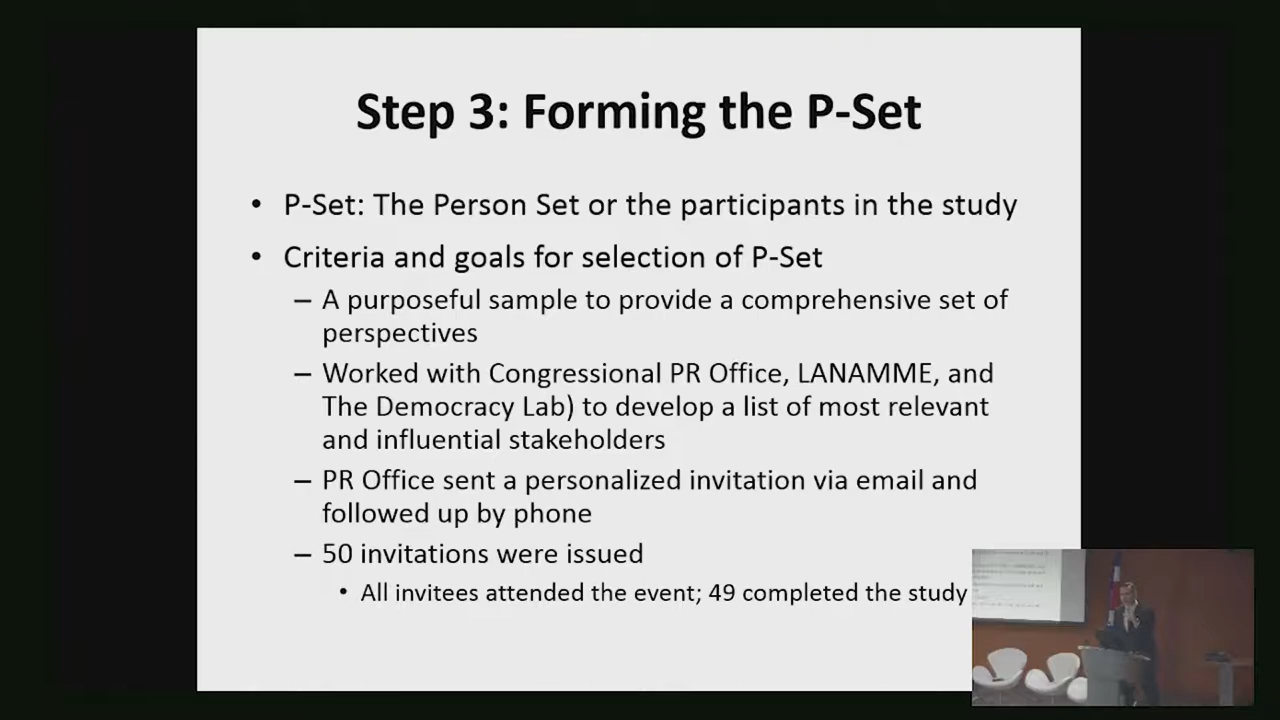 Step 3: Forming the P-Set
• P-Set: The Person Set or the participants in the study
• Criteria and goals for selection of P-Set
– A purposeful sample to provide a comprehensive set of
perspectives
– Worked with Congressional PR Office, LANAMME, and
The Democracy Lab) to develop a list of most relevant
and influential stakeholders
– PR Office sent a personalized invitation via email and
followed up by phone
– 50 invitations were issued
• All invitees attended the event; 49 completed the study